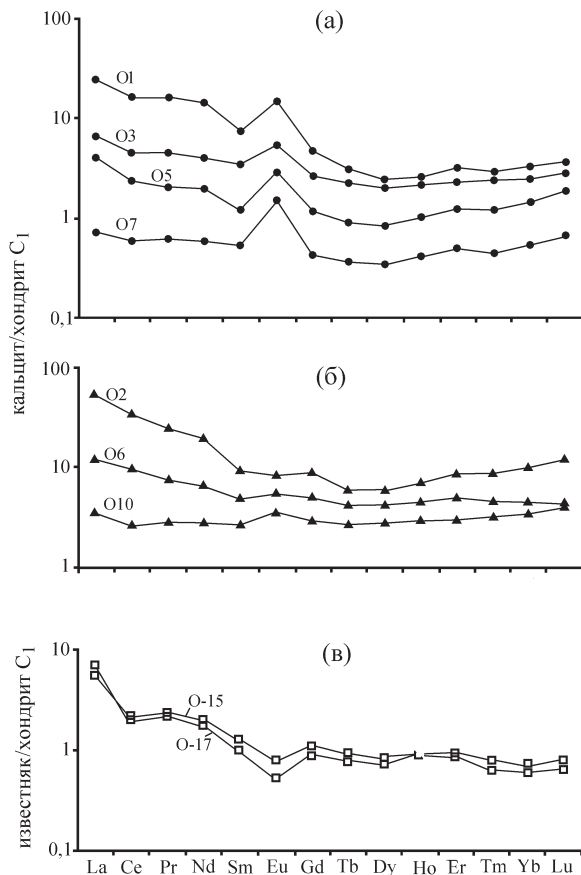 (а)
100
10
1
0,1
O1
O3
O5
O7
кальцит/хондрит C1
(б)
100
10
1
O2
O6
O10
(в)
10
1
0,1
O-15
O-17
известняк/хондрит C1
La Ce Pr Nd Sm Eu Gd Tb Dy Ho Er Tm Yb Lu